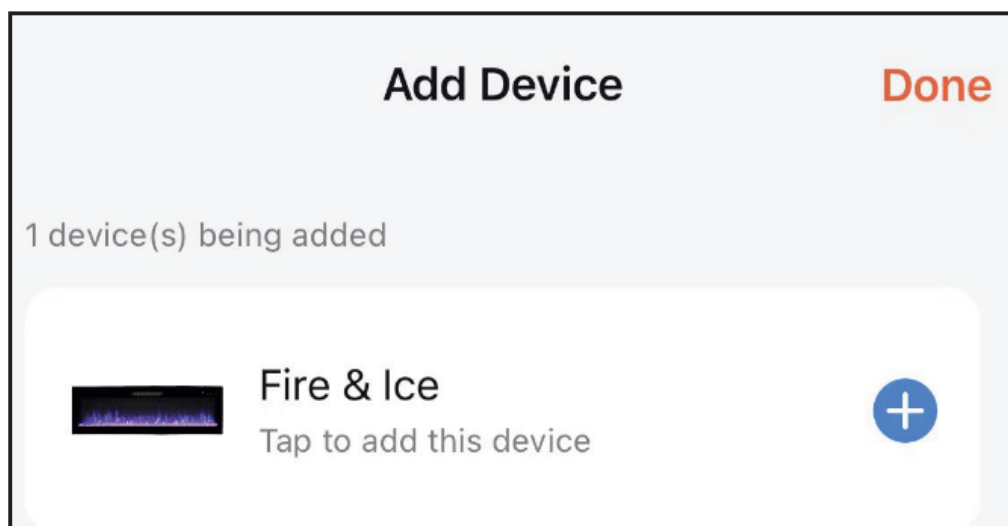 Add Device
Done
1 device(s) being added
Fire & Ice
Tap to add this device